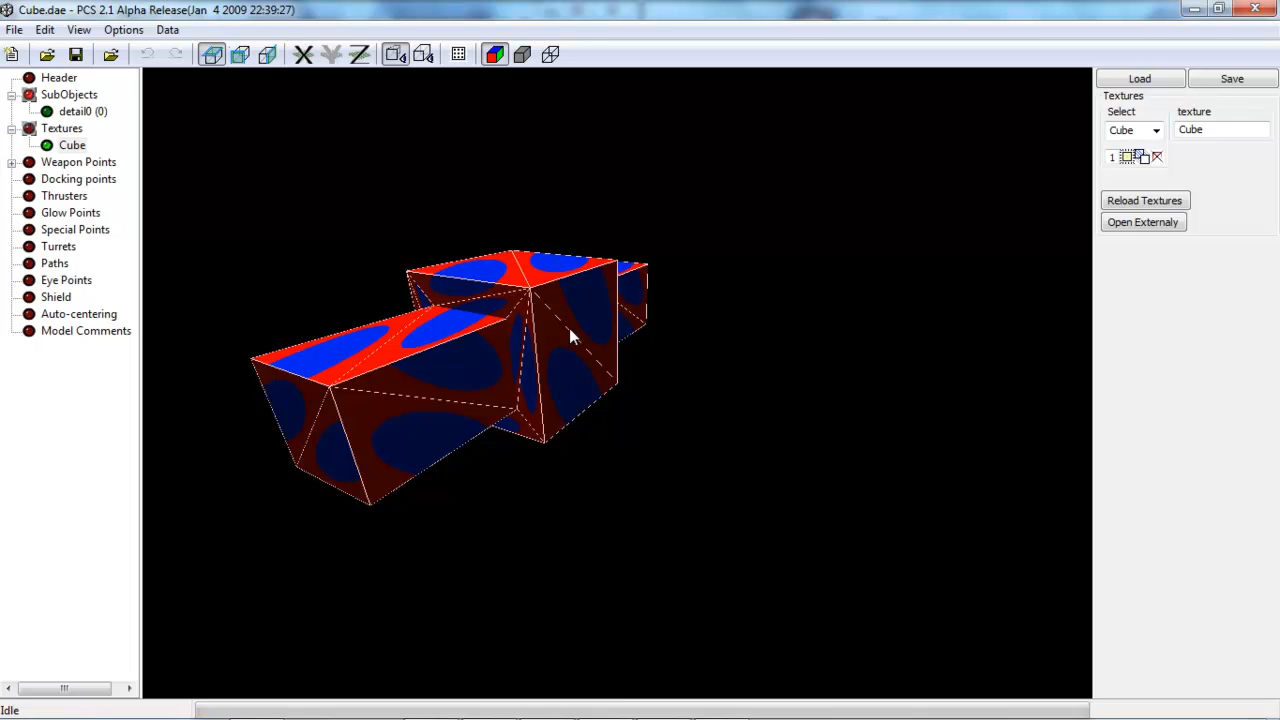 Cube.dae - PCS 2.1 Alpha Release(Jan  4 2009 22:39:27)
File Edit View Options Data
Header
SubObjects
detail0 (0)
Textures
Cube
Weapon Points
Docking points
Thrusters
Glow Points
Special Points
Turrets
Paths
Eye Points
Shield
Auto-centering
Model Comments
Load Save
Textures
Select texture
Cube Cube
1
Reload Textures
Open Externaly
Idle